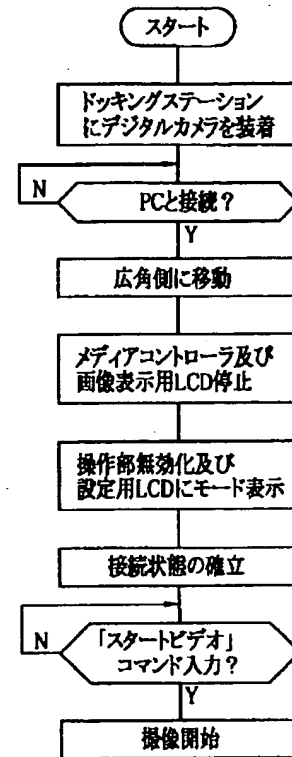 スタート
ドッキングステーション
にデジタルカメラを装着
N
PCと接続？
Y
広角側に移動
メディアコントローラ及び
画像表示用LCD停止
操作部無効化及び
設定用LCDにモード表示
接続状態の確立
N
「スタートビデオ」
コマンド入力？
Y
撮像開始